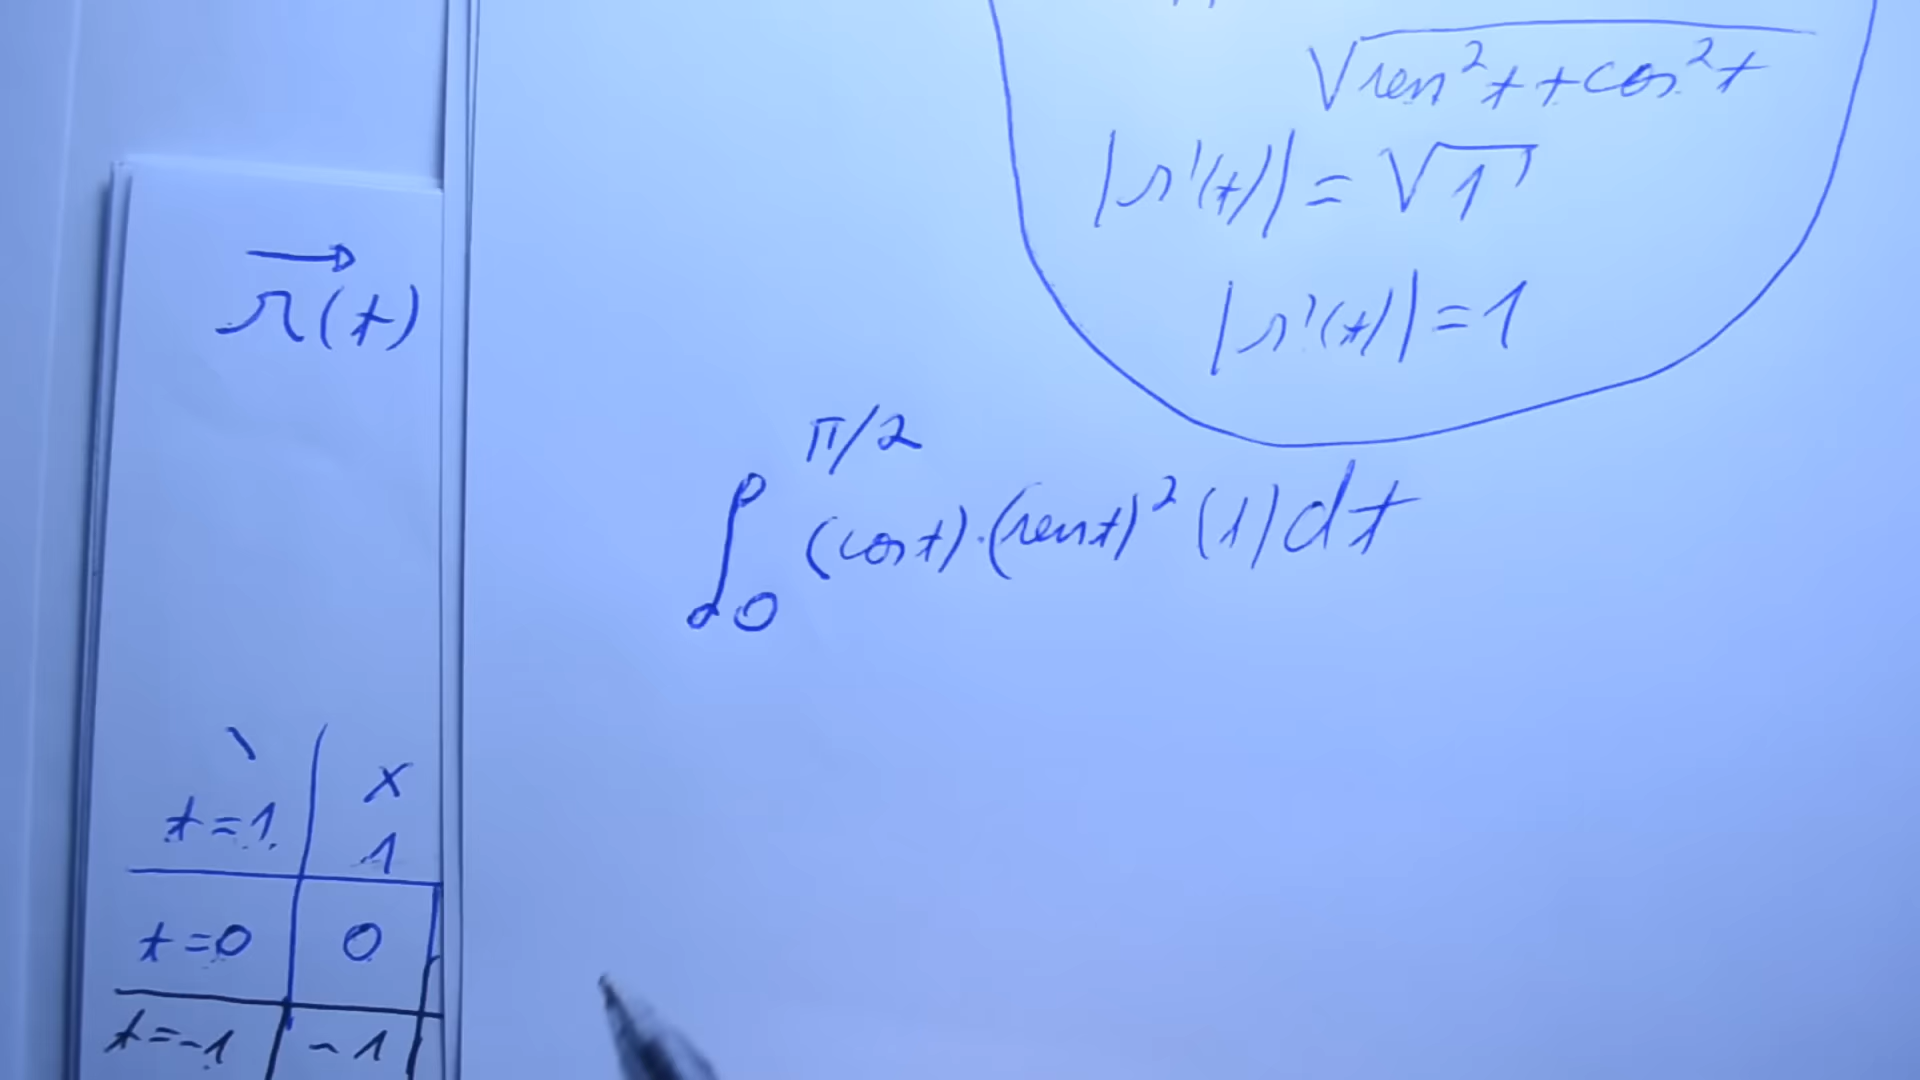 √sen²t + cos²t
|r'(t)| = √1
|r'(t)| = 1
∫₀^{π/2} (cos t)·(sen t)² (1) dt
r⃗(t)
x
t=1 1
t=0 0
t=-1 -1